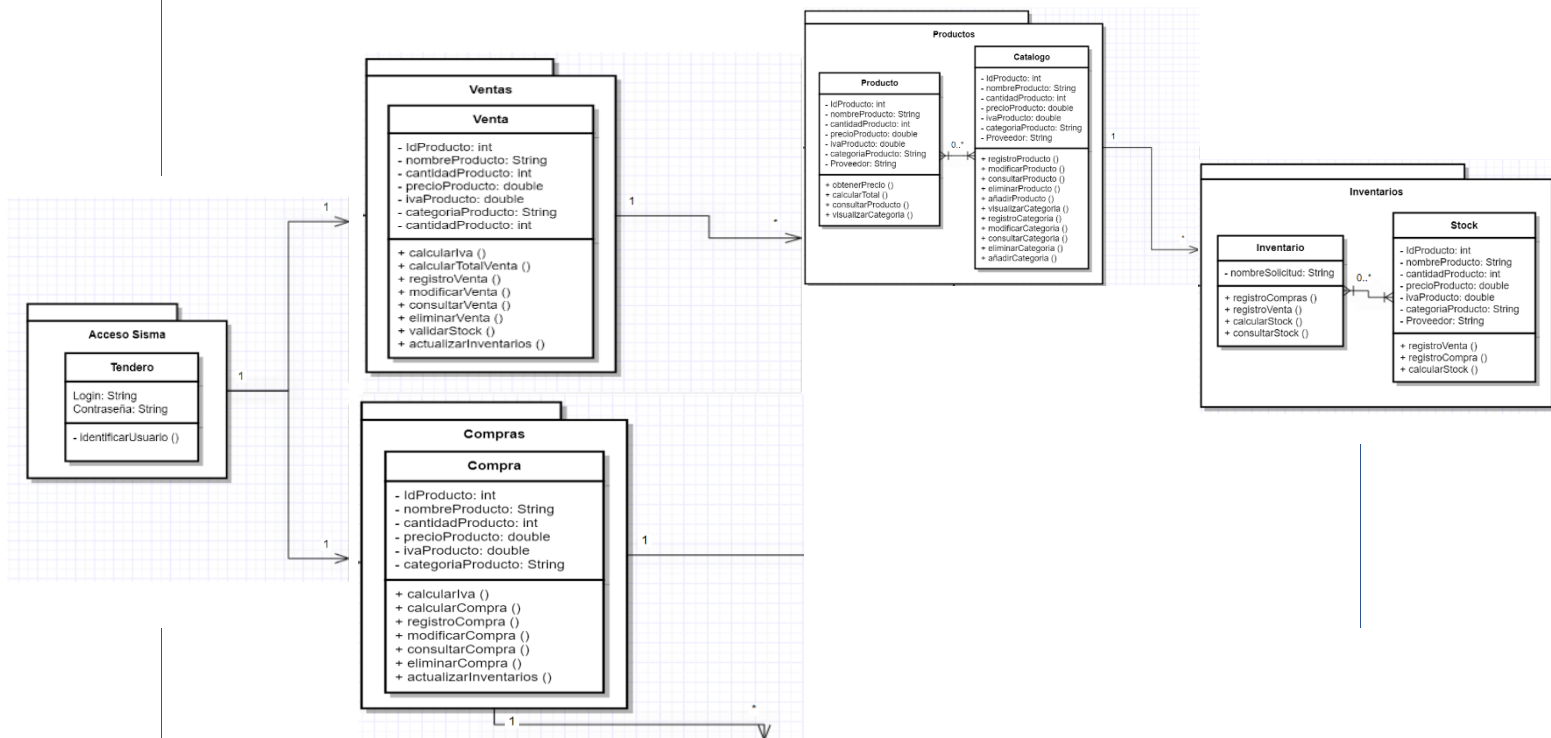 Acceso Sisma
Tendero
Login: String
Contraseña: String
- identificarUsuario ()
1
1
1
Ventas
Venta
- IdProducto: int
- nombreProducto: String
- cantidadProducto: int
- precioProducto: double
- ivaProducto: double
- categoriaProducto: String
- cantidadProducto: int
+ calcularIva ()
+ calcularTotalVenta ()
+ registroVenta ()
+ modificarVenta ()
+ consultarVenta ()
+ eliminarVenta ()
+ validarStock ()
+ actualizarInventarios ()
1
*
Compras
Compra
- IdProducto: int
- nombreProducto: String
- cantidadProducto: int
- precioProducto: double
- ivaProducto: double
- categoriaProducto: String
+ calcularIva ()
+ calcularCompra ()
+ registroCompra ()
+ modificarCompra ()
+ consultarCompra ()
+ eliminarCompra ()
+ actualizarInventarios ()
1
1
*
Productos
Producto
- IdProducto: int
- nombreProducto: String
- cantidadProducto: int
- precioProducto: double
- ivaProducto: double
- categoriaProducto: String
- Proveedor: String
+ obtenerPrecio ()
+ calcularTotal ()
+ consultarProducto ()
+ visualizarCategoria ()
0..*
Catalogo
- IdProducto: int
- nombreProducto: String
- cantidadProducto: int
- precioProducto: double
- ivaProducto: double
- categoriaProducto: String
- Proveedor: String
+ registroProducto ()
+ modificarProducto ()
+ consultarProducto ()
+ eliminarProducto ()
+ añadirProducto ()
+ visualizarCategoria ()
+ registroCategoria ()
+ modificarCategoria ()
+ consultarCategoria ()
+ eliminarCategoria ()
+ añadirCategoria ()
1
*
Inventarios
Inventario
- nombreSolicitud: String
+ registroCompras ()
+ registroVenta ()
+ calcularStock ()
+ consultarStock ()
0..*
Stock
- IdProducto: int
- nombreProducto: String
- cantidadProducto: int
- precioProducto: double
- ivaProducto: double
- categoriaProducto: String
- Proveedor: String
+ registroVenta ()
+ registroCompra ()
+ calcularStock ()